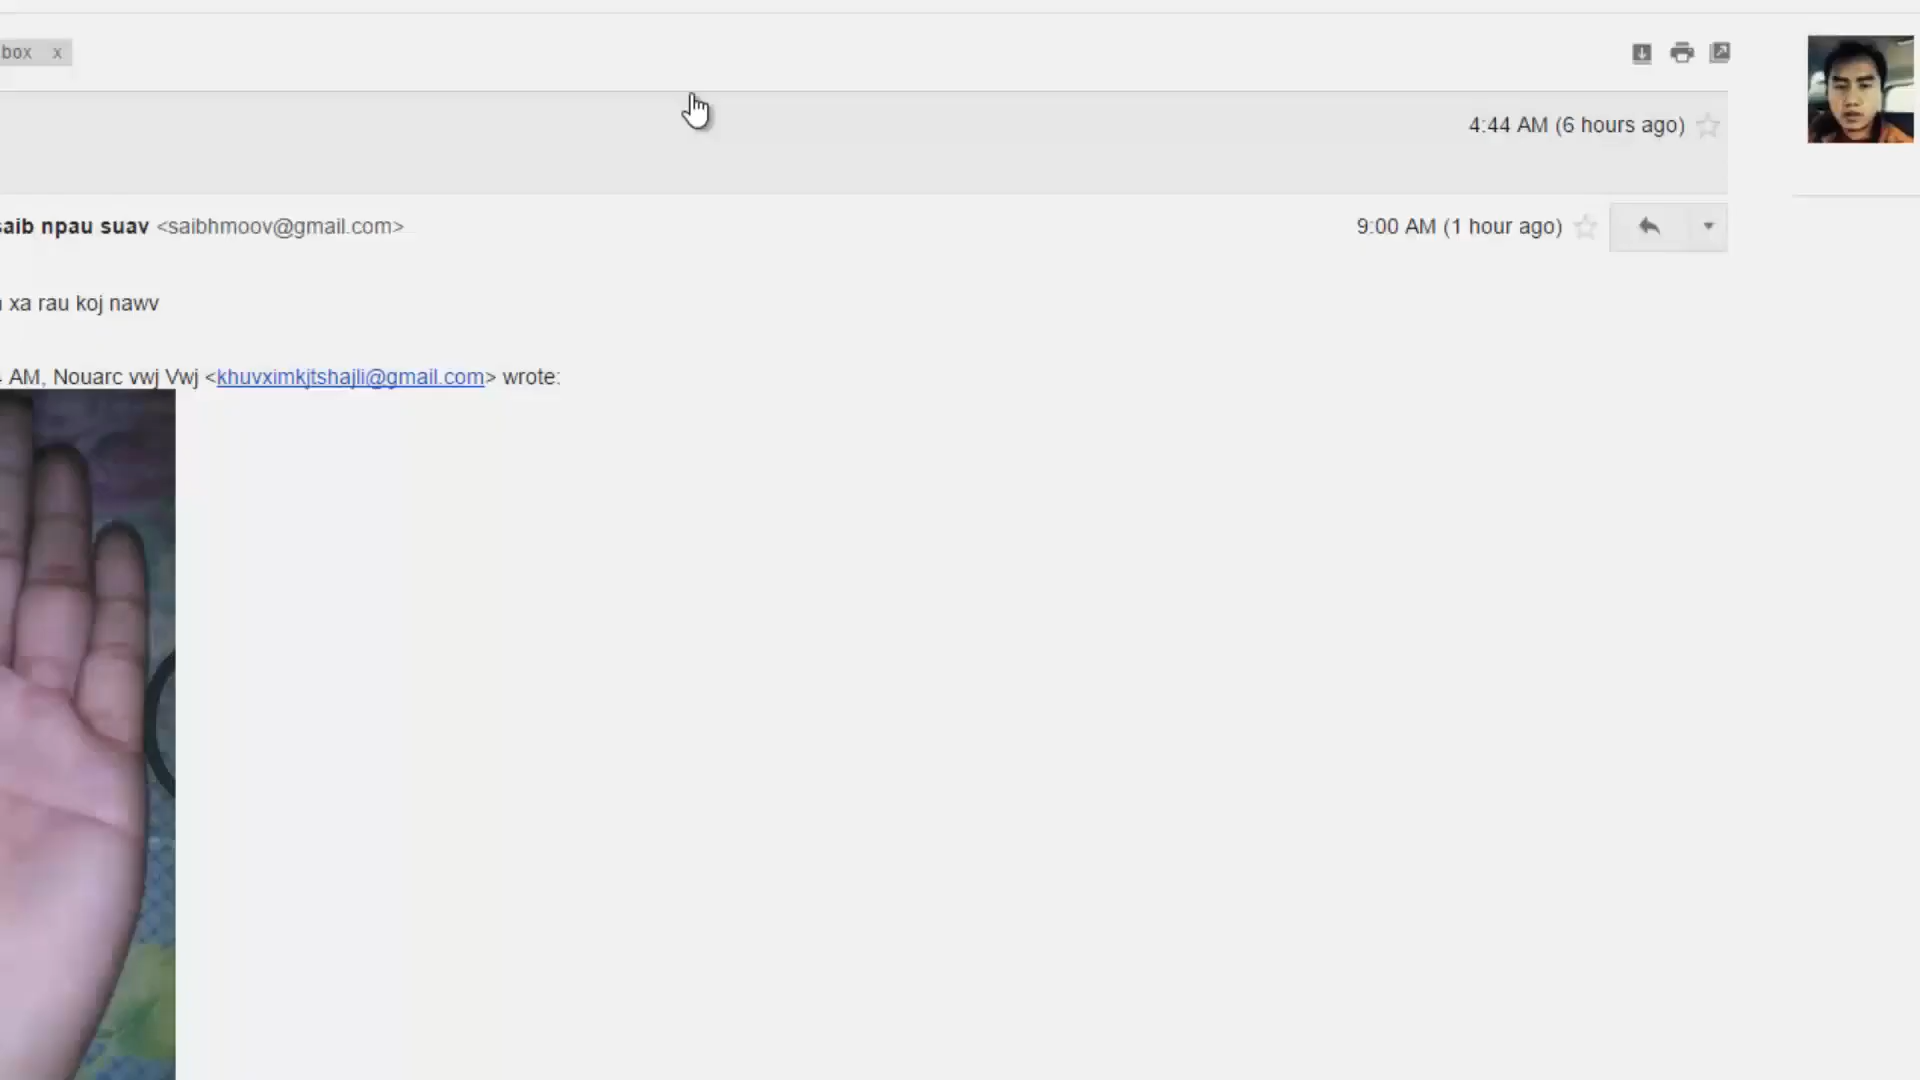 box x
4:44 AM (6 hours ago)
saib npau suav <saibhmoov@gmail.com>
9:00 AM (1 hour ago)
xa rau koj nawv
AM, Nouarc vwj Vwj <khuvximkjtshajli@gmail.com> wrote: